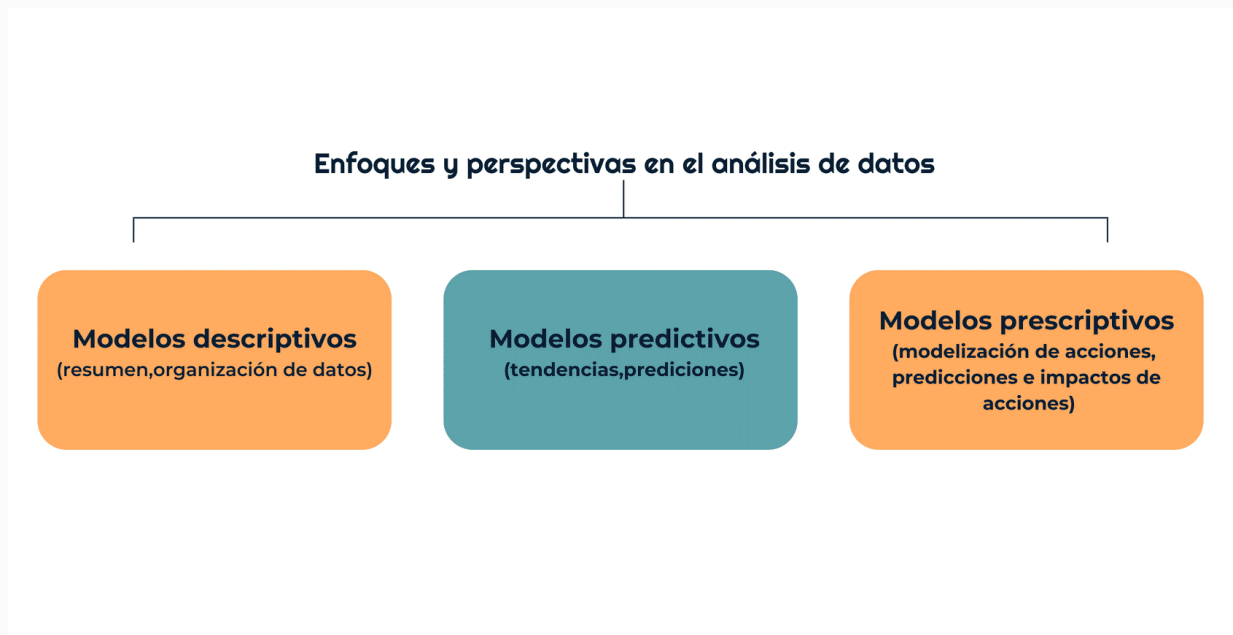 Enfoques y perspectivas en el análisis de datos
Modelos descriptivos
(resumen,organización de datos)
Modelos predictivos
(tendencias,prediciones)
Modelos prescriptivos
(modelización de acciones,
predicciones e impactos de
acciones)